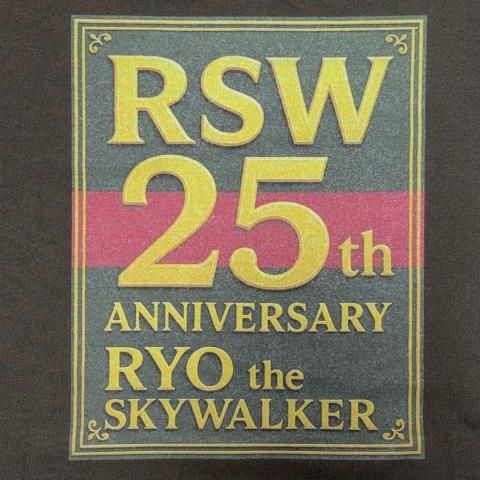 RSW
25th
ANNIVERSARY
RYO the
SKYWALKER